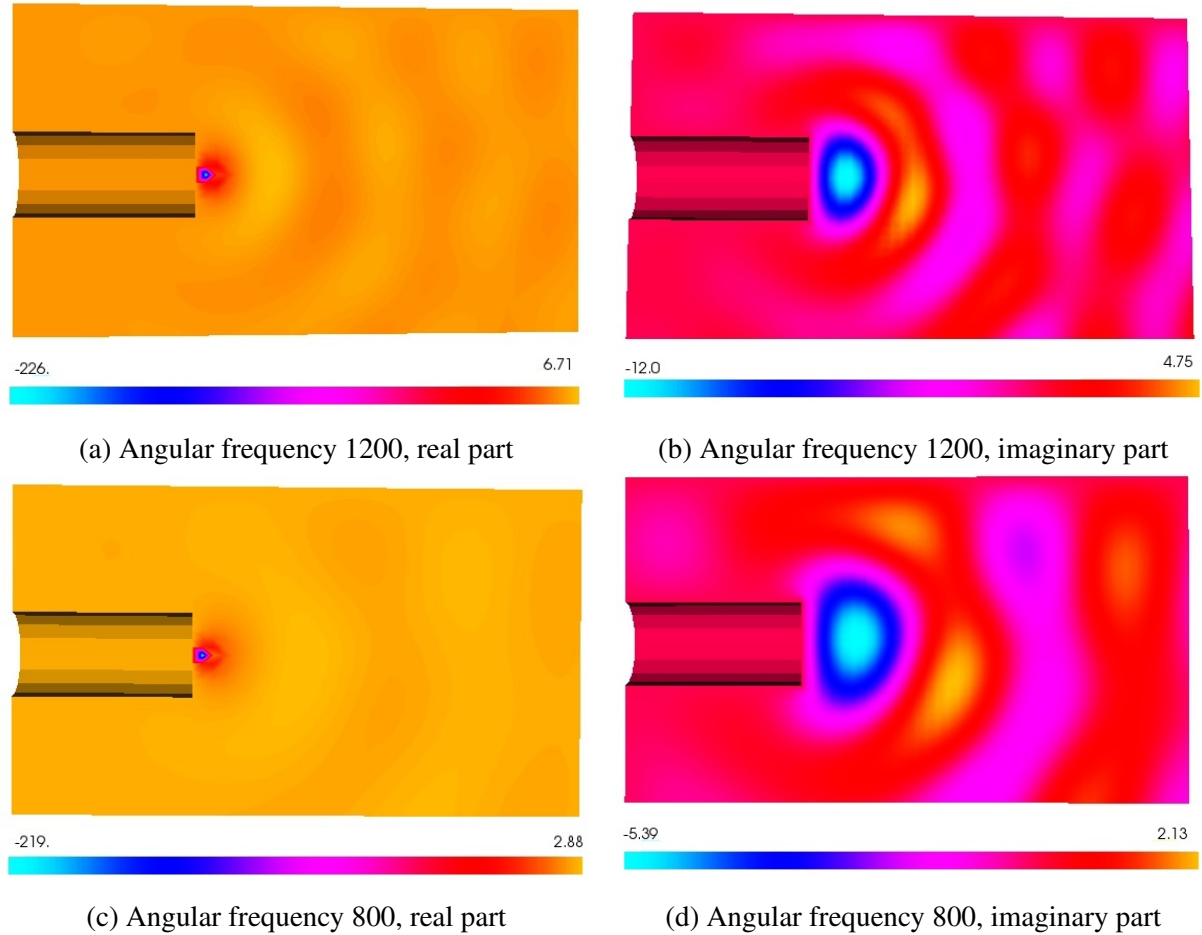 -226. 6.71
-12.0 4.75
(a) Angular frequency 1200, real part
(b) Angular frequency 1200, imaginary part
-219. 2.88
-5.39 2.13
(c) Angular frequency 800, real part
(d) Angular frequency 800, imaginary part